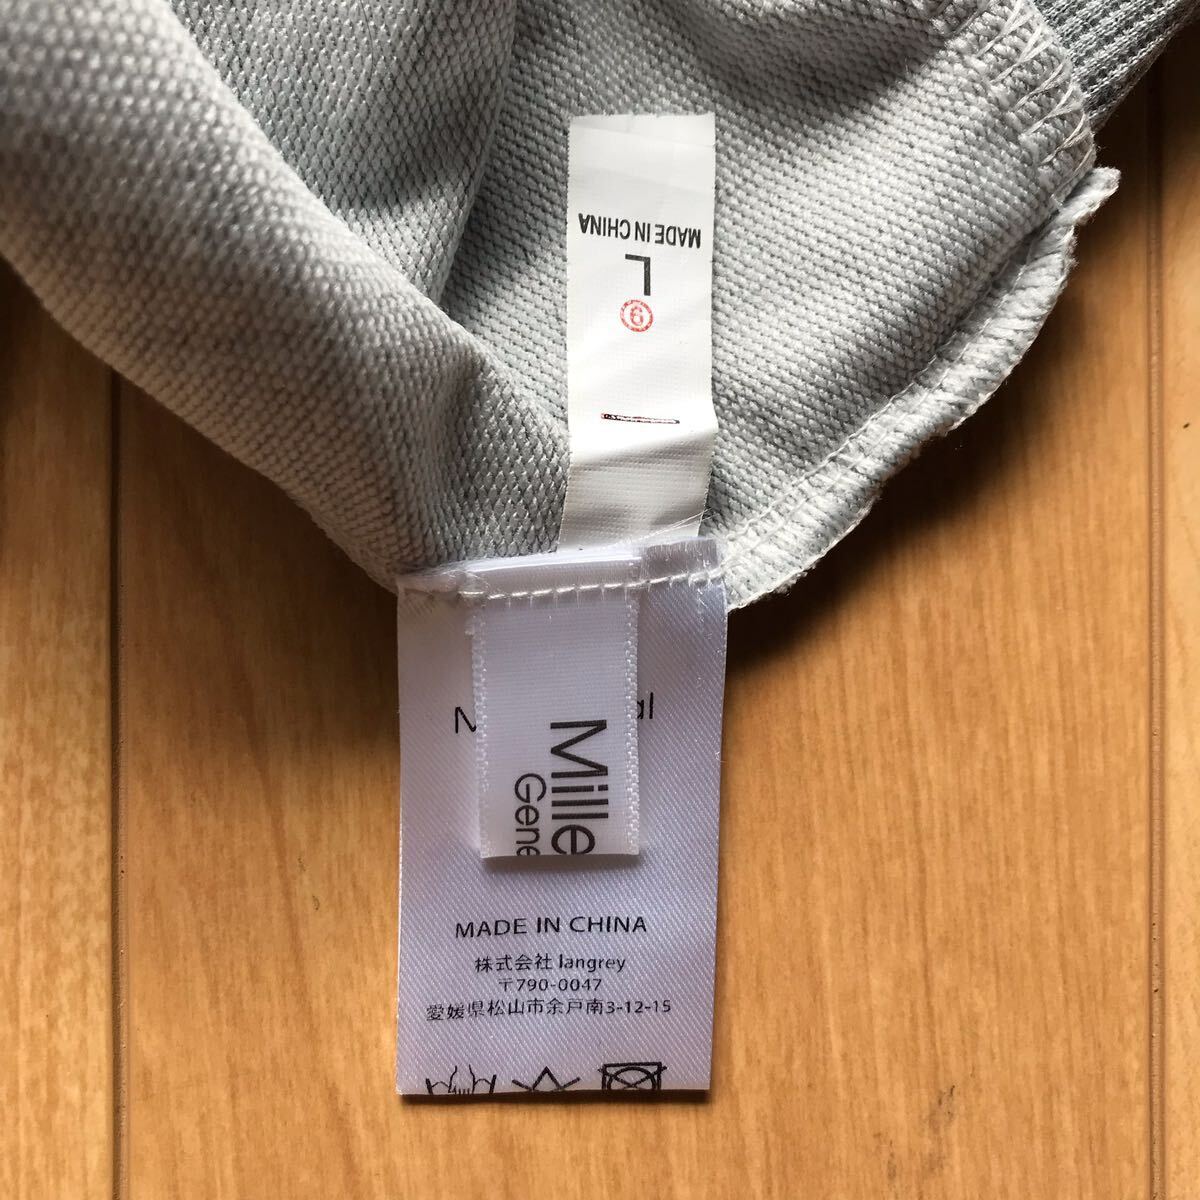 MADE IN CHINA
L
6
Mille
Gene
MADE IN CHINA
株式会社 langrey
〒790-0047
愛媛県松山市余戸南3-12-15